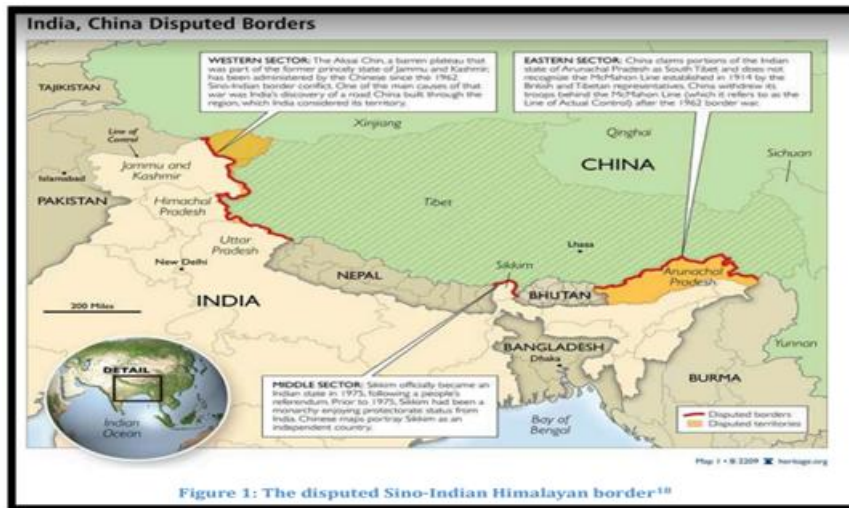 India, China Disputed Borders
WESTERN SECTOR: The Aksai Chin, a barren plateau that
was part of the former princely state of Jammu and Kashmir,
has been administered by the Chinese since the 1962
Sino-Indian border conflict. One of the main causes of that
war was India's discovery of a road China built through the
region, which India considered its territory.
EASTERN SECTOR: China claims portions of the Indian
state of Arunachal Pradesh as South Tibet and does not
recognize the McMahon Line established in 1914 by the
British and Tibetan representatives. China withdrew its
troops behind the McMahon Line (which it refers to as the
Line of Actual Control) after the 1962 border war.
TAJIKISTAN
Xinjiang
Qinghai
Line of
Control
CHINA
Sichuan
Jammu and
Kashmir
Islamabad
PAKISTAN
Himachal
Pradesh
Tibet
Uttar
Pradesh
Lhasa
New Delhi
Sikkim
Arunachal
Pradesh
NEPAL
BHUTAN
200 Miles
INDIA
BANGLADESH
Dhaka
Yunnan
DETAIL
BURMA
MIDDLE SECTOR: Sikkim officially became an
Indian state in 1975, following a people's
referendum. Prior to 1975, Sikkim had been a
monarchy enjoying protectorate status from
India. Chinese maps portray Sikkim as an
independent country.
Indian
Ocean
Bay of
Bengal
Disputed borders
Disputed territories
Map 1 • B 2209 heritage.org
Figure 1: The disputed Sino-Indian Himalayan border18